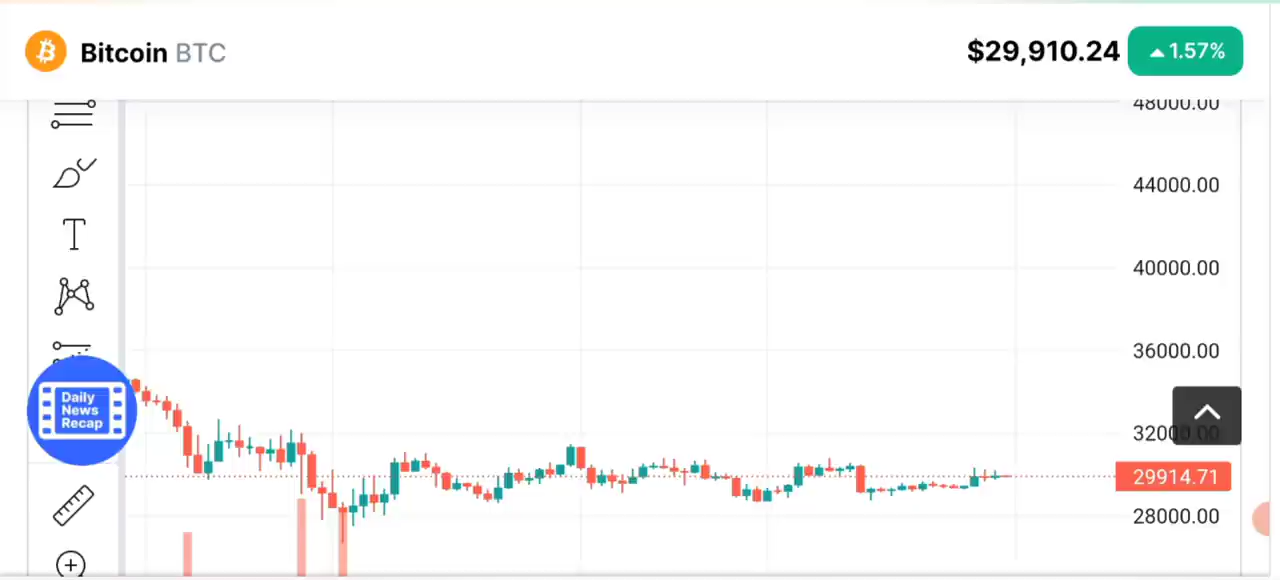 Bitcoin BTC
$29,910.24
1.57%
48000.00
44000.00
40000.00
36000.00
32000.00
29914.71
28000.00
T
Daily
News
Recap